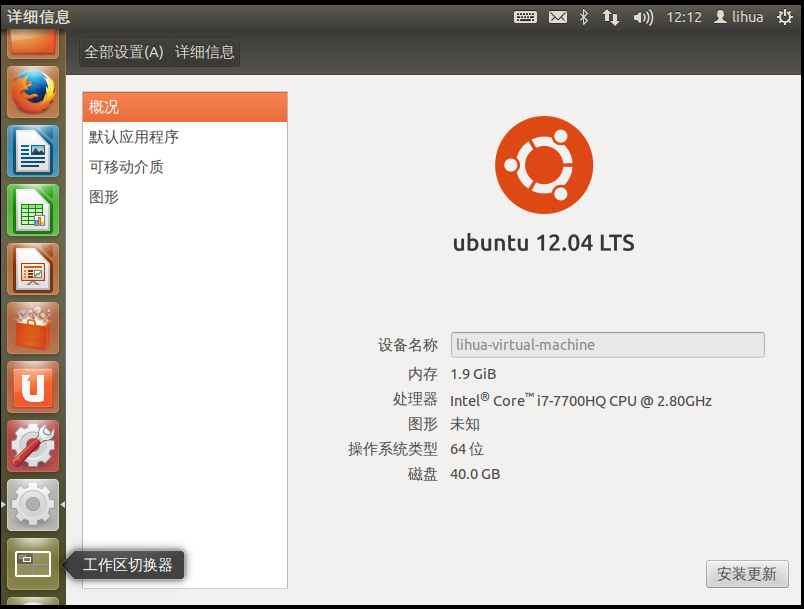 详细信息
12:12
lihua
全部设置(A)
详细信息
概况
默认应用程序
可移动介质
图形
ubuntu 12.04 LTS
设备名称 lihua-virtual-machine
内存 1.9 GiB
处理器 Intel® Core™ i7-7700HQ CPU @ 2.80GHz
图形 未知
操作系统类型 64 位
磁盘 40.0 GB
工作区切换器
安装更新